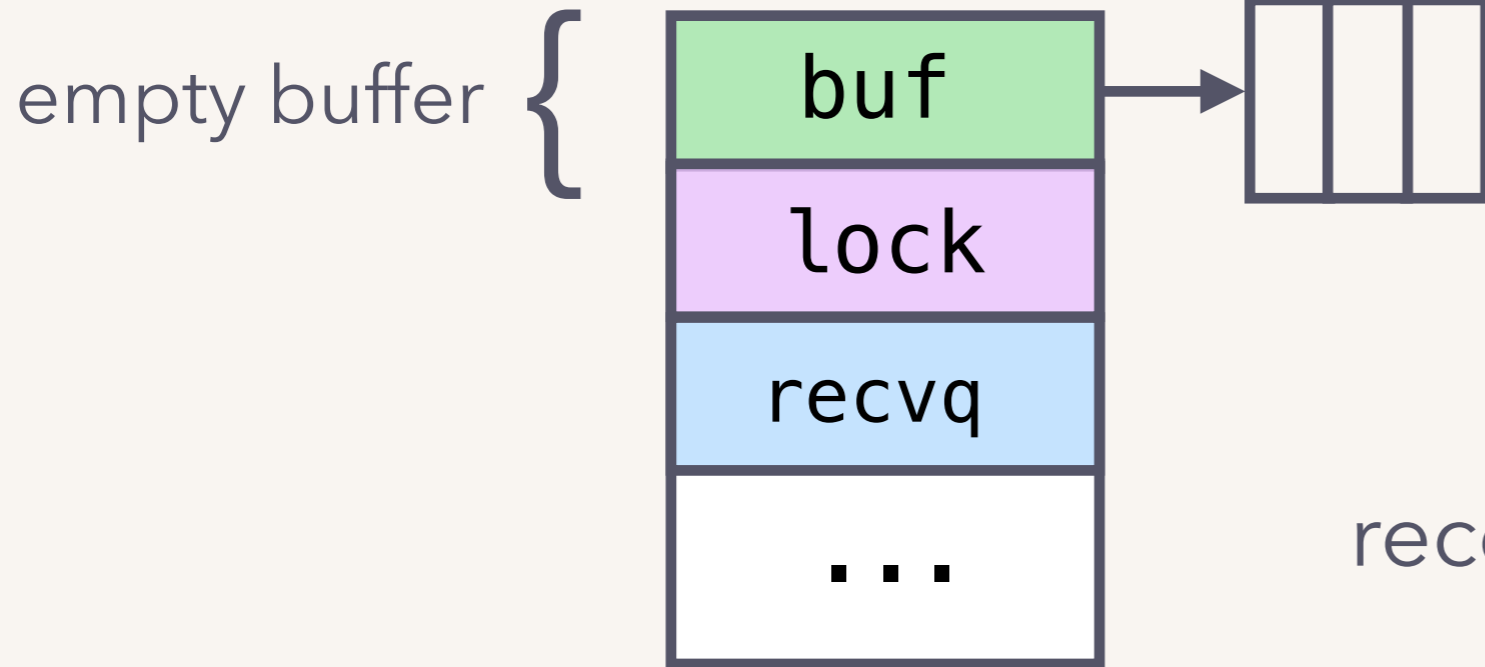 empty buffer
buf
lock
recvq
...